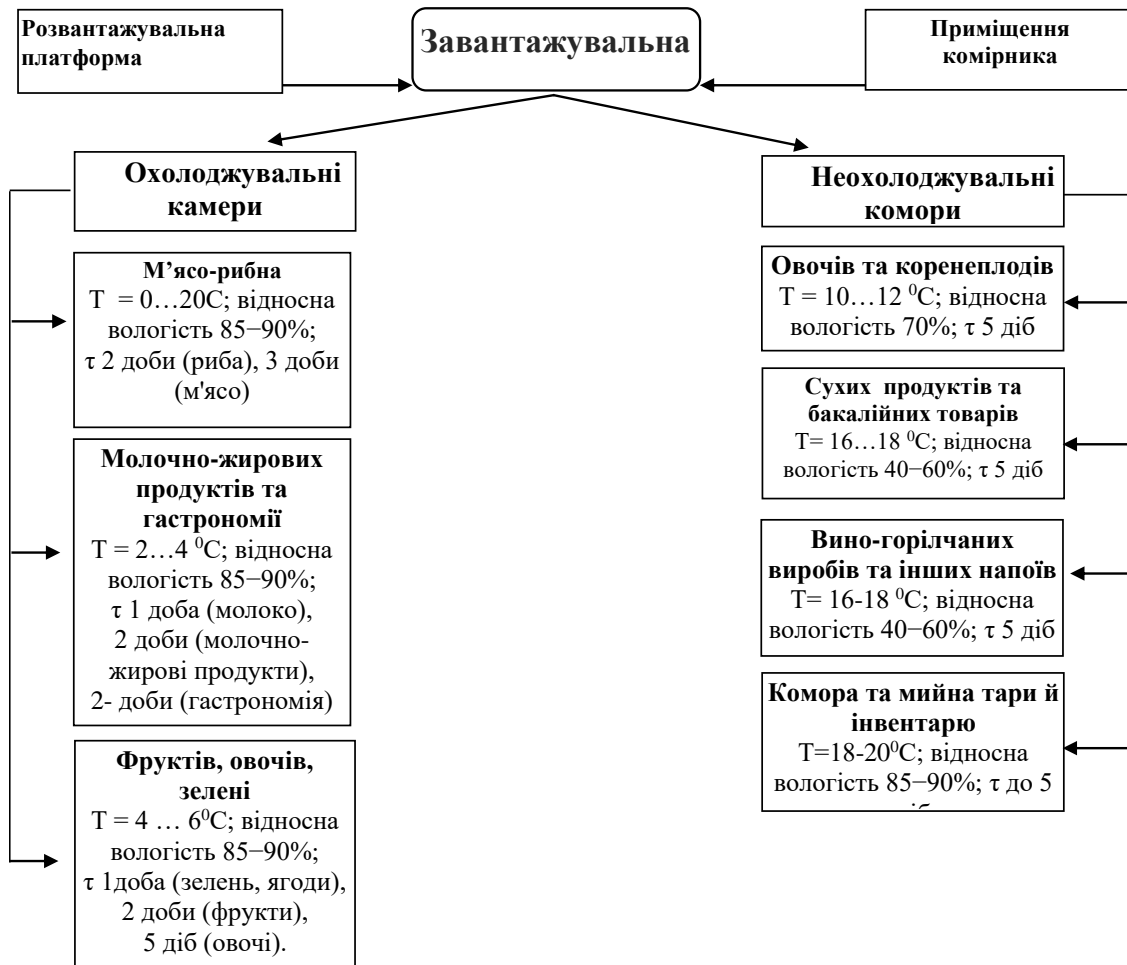 Розвантажувальна
платформа
Завантажувальна
Приміщення
комірника
Охолоджувальні
камери
М’ясо-рибна
Т = 0…20С; відносна
вологість 85−90%;
τ 2 доби (риба), 3 доби
(м'ясо)
Молочно-жирових
продуктів та
гастрономії
Т = 2…4 ⁰С; відносна
вологість 85−90%;
τ 1 доба (молоко),
2 доби (молочно-
жирові продукти),
2- доби (гастрономія)
Фруктів, овочів,
зелені
Т = 4 … 6⁰С; відносна
вологість 85−90%;
τ 1доба (зелень, ягоди),
2 доби (фрукти),
5 діб (овочі).
Неохолоджувальні
комори
Овочів та коренеплодів
Т = 10…12 ⁰С; відносна
вологість 70%; τ 5 діб
Сухих продуктів та
бакалійних товарів
Т= 16…18 ⁰С; відносна
вологість 40−60%; τ 5 діб
Вино-горілчаних
виробів та інших напоїв
Т= 16-18 ⁰С; відносна
вологість 40−60%; τ 5 діб
Комора та мийна тари й
інвентарю
Т=18-20⁰С; відносна
вологість 85−90%; τ до 5